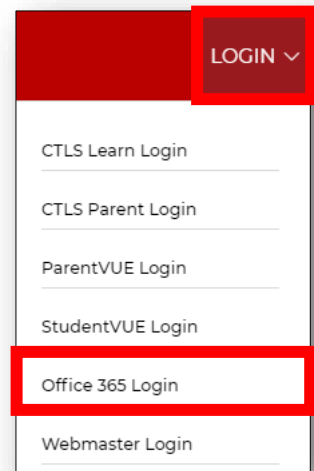 LOGIN
CTLS Learn Login
CTLS Parent Login
ParentVUE Login
StudentVUE Login
Office 365 Login
Webmaster Login